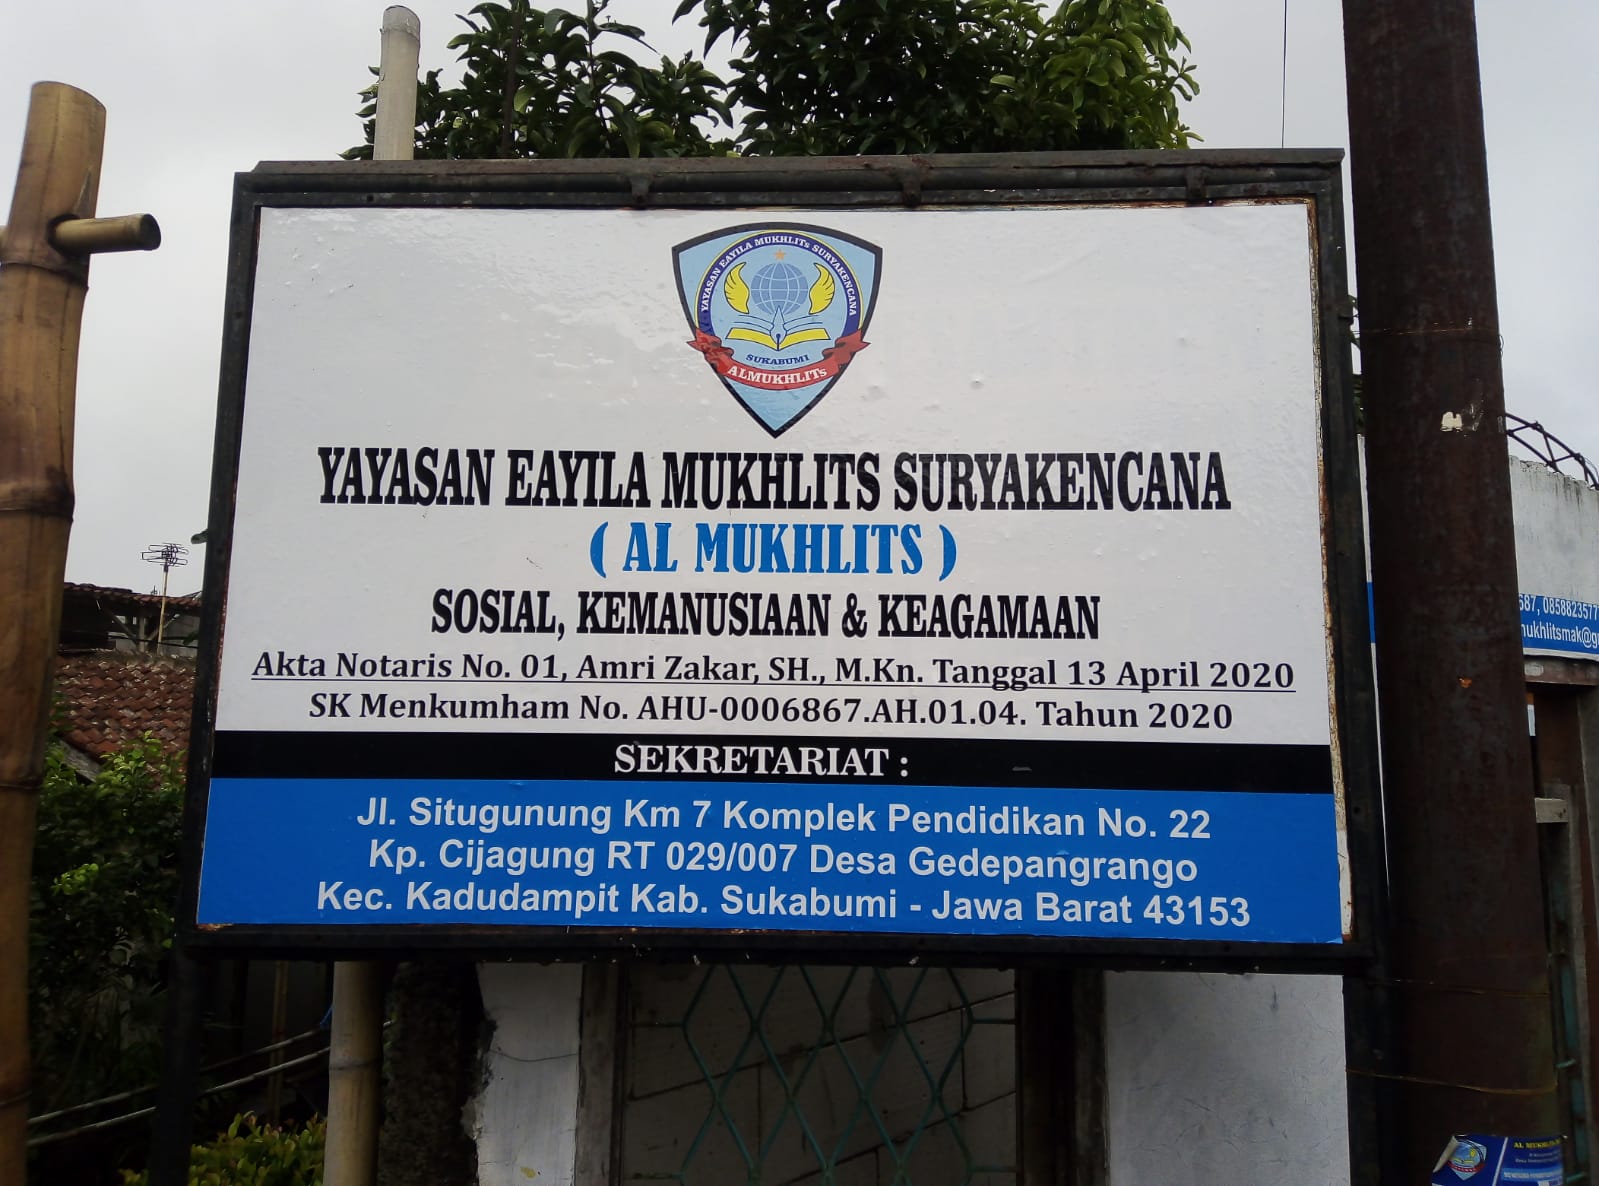 YAYASAN EAYILA MUKHLITs SURYAKENCANA
SUKABUMI
ALMUKHLITs
YAYASAN EAYILA MUKHLITS SURYAKENCANA
( AL MUKHLITS )
SOSIAL, KEMANUSIAAN & KEAGAMAAN
Akta Notaris No. 01, Amri Zakar, SH., M.Kn. Tanggal 13 April 2020
SK Menkumham No. AHU-0006867.AH.01.04. Tahun 2020
SEKRETARIAT :
Jl. Situgunung Km 7 Komplek Pendidikan No. 22
Kp. Cijagung RT 029/007 Desa Gedepangrango
Kec. Kadudampit Kab. Sukabumi - Jawa Barat 43153